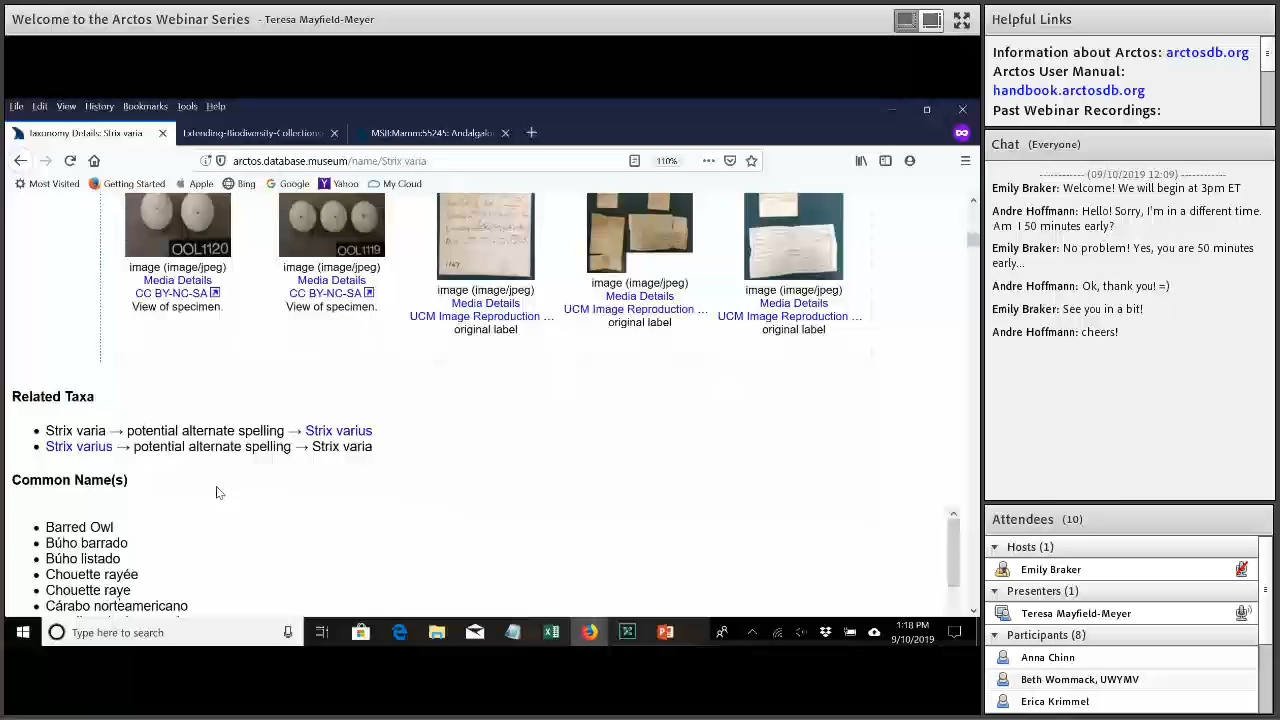 Welcome to the Arctos Webinar Series - Teresa Mayfield-Meyer
File Edit View History Bookmarks Tools Help
Taxonomy Details: Strix varia
Extending-Biodiversity-Collections
MSB:Mamm:55245: Andalgalo
arctos.database.museum/name/Strix varia
110%
Most Visited Getting Started Apple Bing Google Yahoo My Cloud
OOL1120
OOL1119
image (image/jpeg)
Media Details
CC BY-NC-SA
View of specimen.
image (image/jpeg)
Media Details
CC BY-NC-SA
View of specimen.
image (image/jpeg)
Media Details
UCM Image Reproduction ...
original label
image (image/jpeg)
Media Details
UCM Image Reproduction ...
original label
image (image/jpeg)
Media Details
UCM Image Reproduction ...
original label
Related Taxa
Strix varia → potential alternate spelling → Strix varius
Strix varius → potential alternate spelling → Strix varia
Common Name(s)
Barred Owl
Búho barrado
Búho listado
Chouette rayée
Chouette raye
Cárabo norteamericano
Type here to search
1:18 PM
9/10/2019
Helpful Links
Information about Arctos: arctosdb.org
Arctos User Manual:
handbook.arctosdb.org
Past Webinar Recordings:
Chat (Everyone)
------------ (09/10/2019 12:09) ------------
Emily Braker: Welcome! We will begin at 3pm ET
Andre Hoffmann: Hello! Sorry, I'm in a different time.
Am I 50 minutes early?
Emily Braker: No problem! Yes, you are 50 minutes
early...
Andre Hoffmann: Ok, thank you! =)
Emily Braker: See you in a bit!
Andre Hoffmann: cheers!
Attendees (10)
Hosts (1)
Emily Braker
Presenters (1)
Teresa Mayfield-Meyer
Participants (8)
Anna Chinn
Beth Wommack, UWYMV
Erica Krimmel